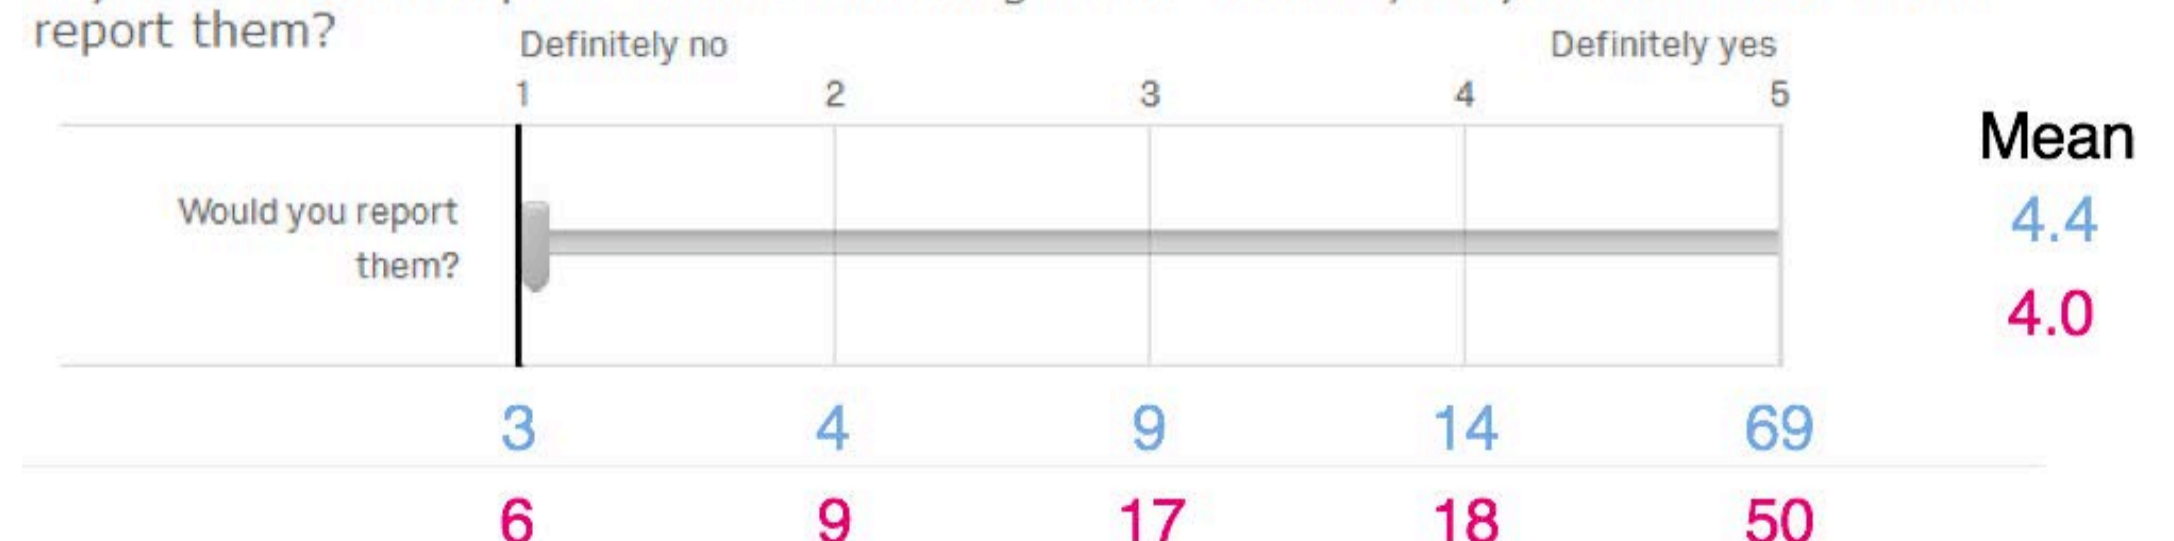 report them?
Definitely no Definitely yes
1 2 3 4 5
Mean
Would you report
them?
4.4
4.0
3 4 9 14 69
6 9 17 18 50